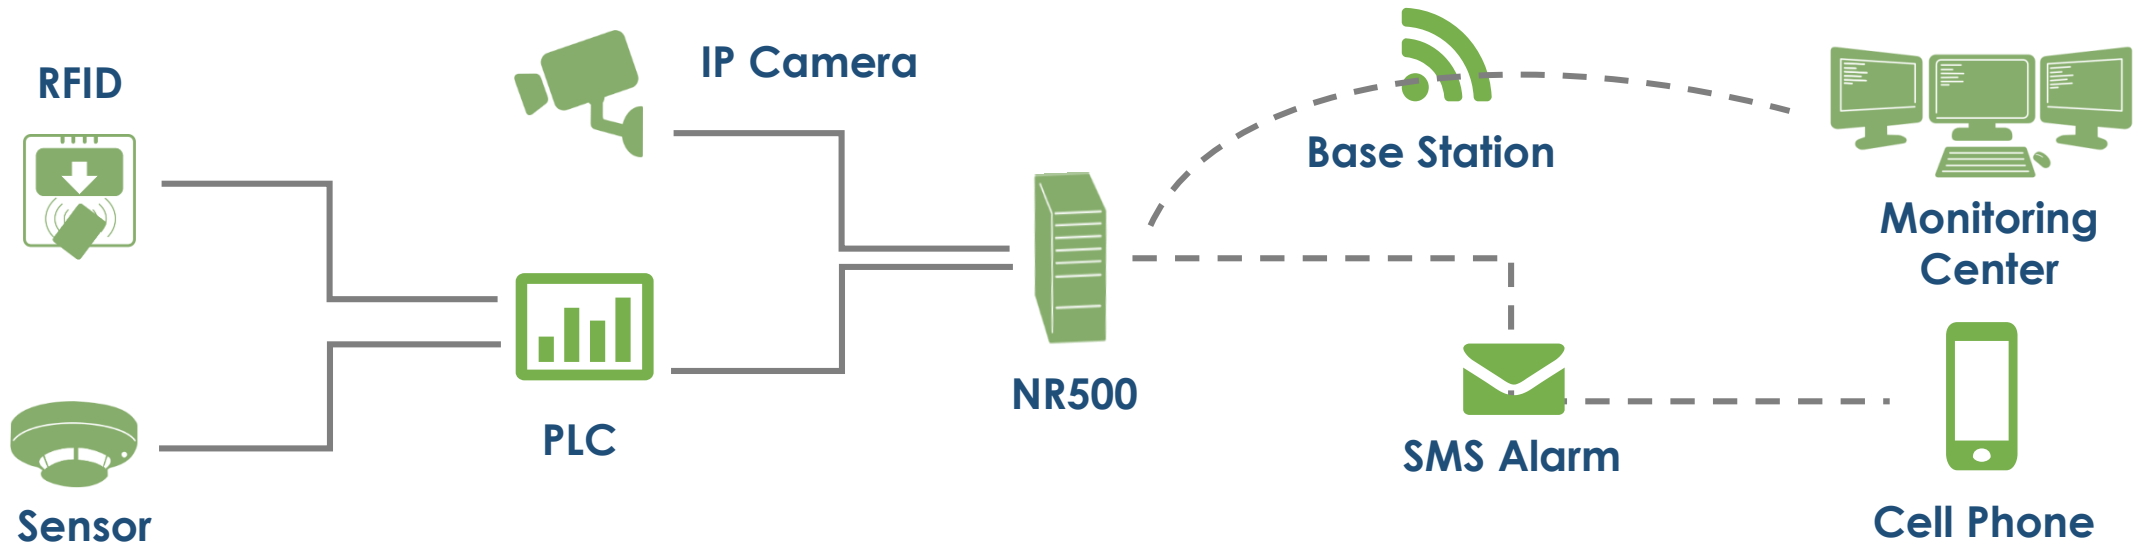 RFID
IP Camera
Base Station
Monitoring
Center
NR500
PLC
SMS Alarm
Sensor
Cell Phone